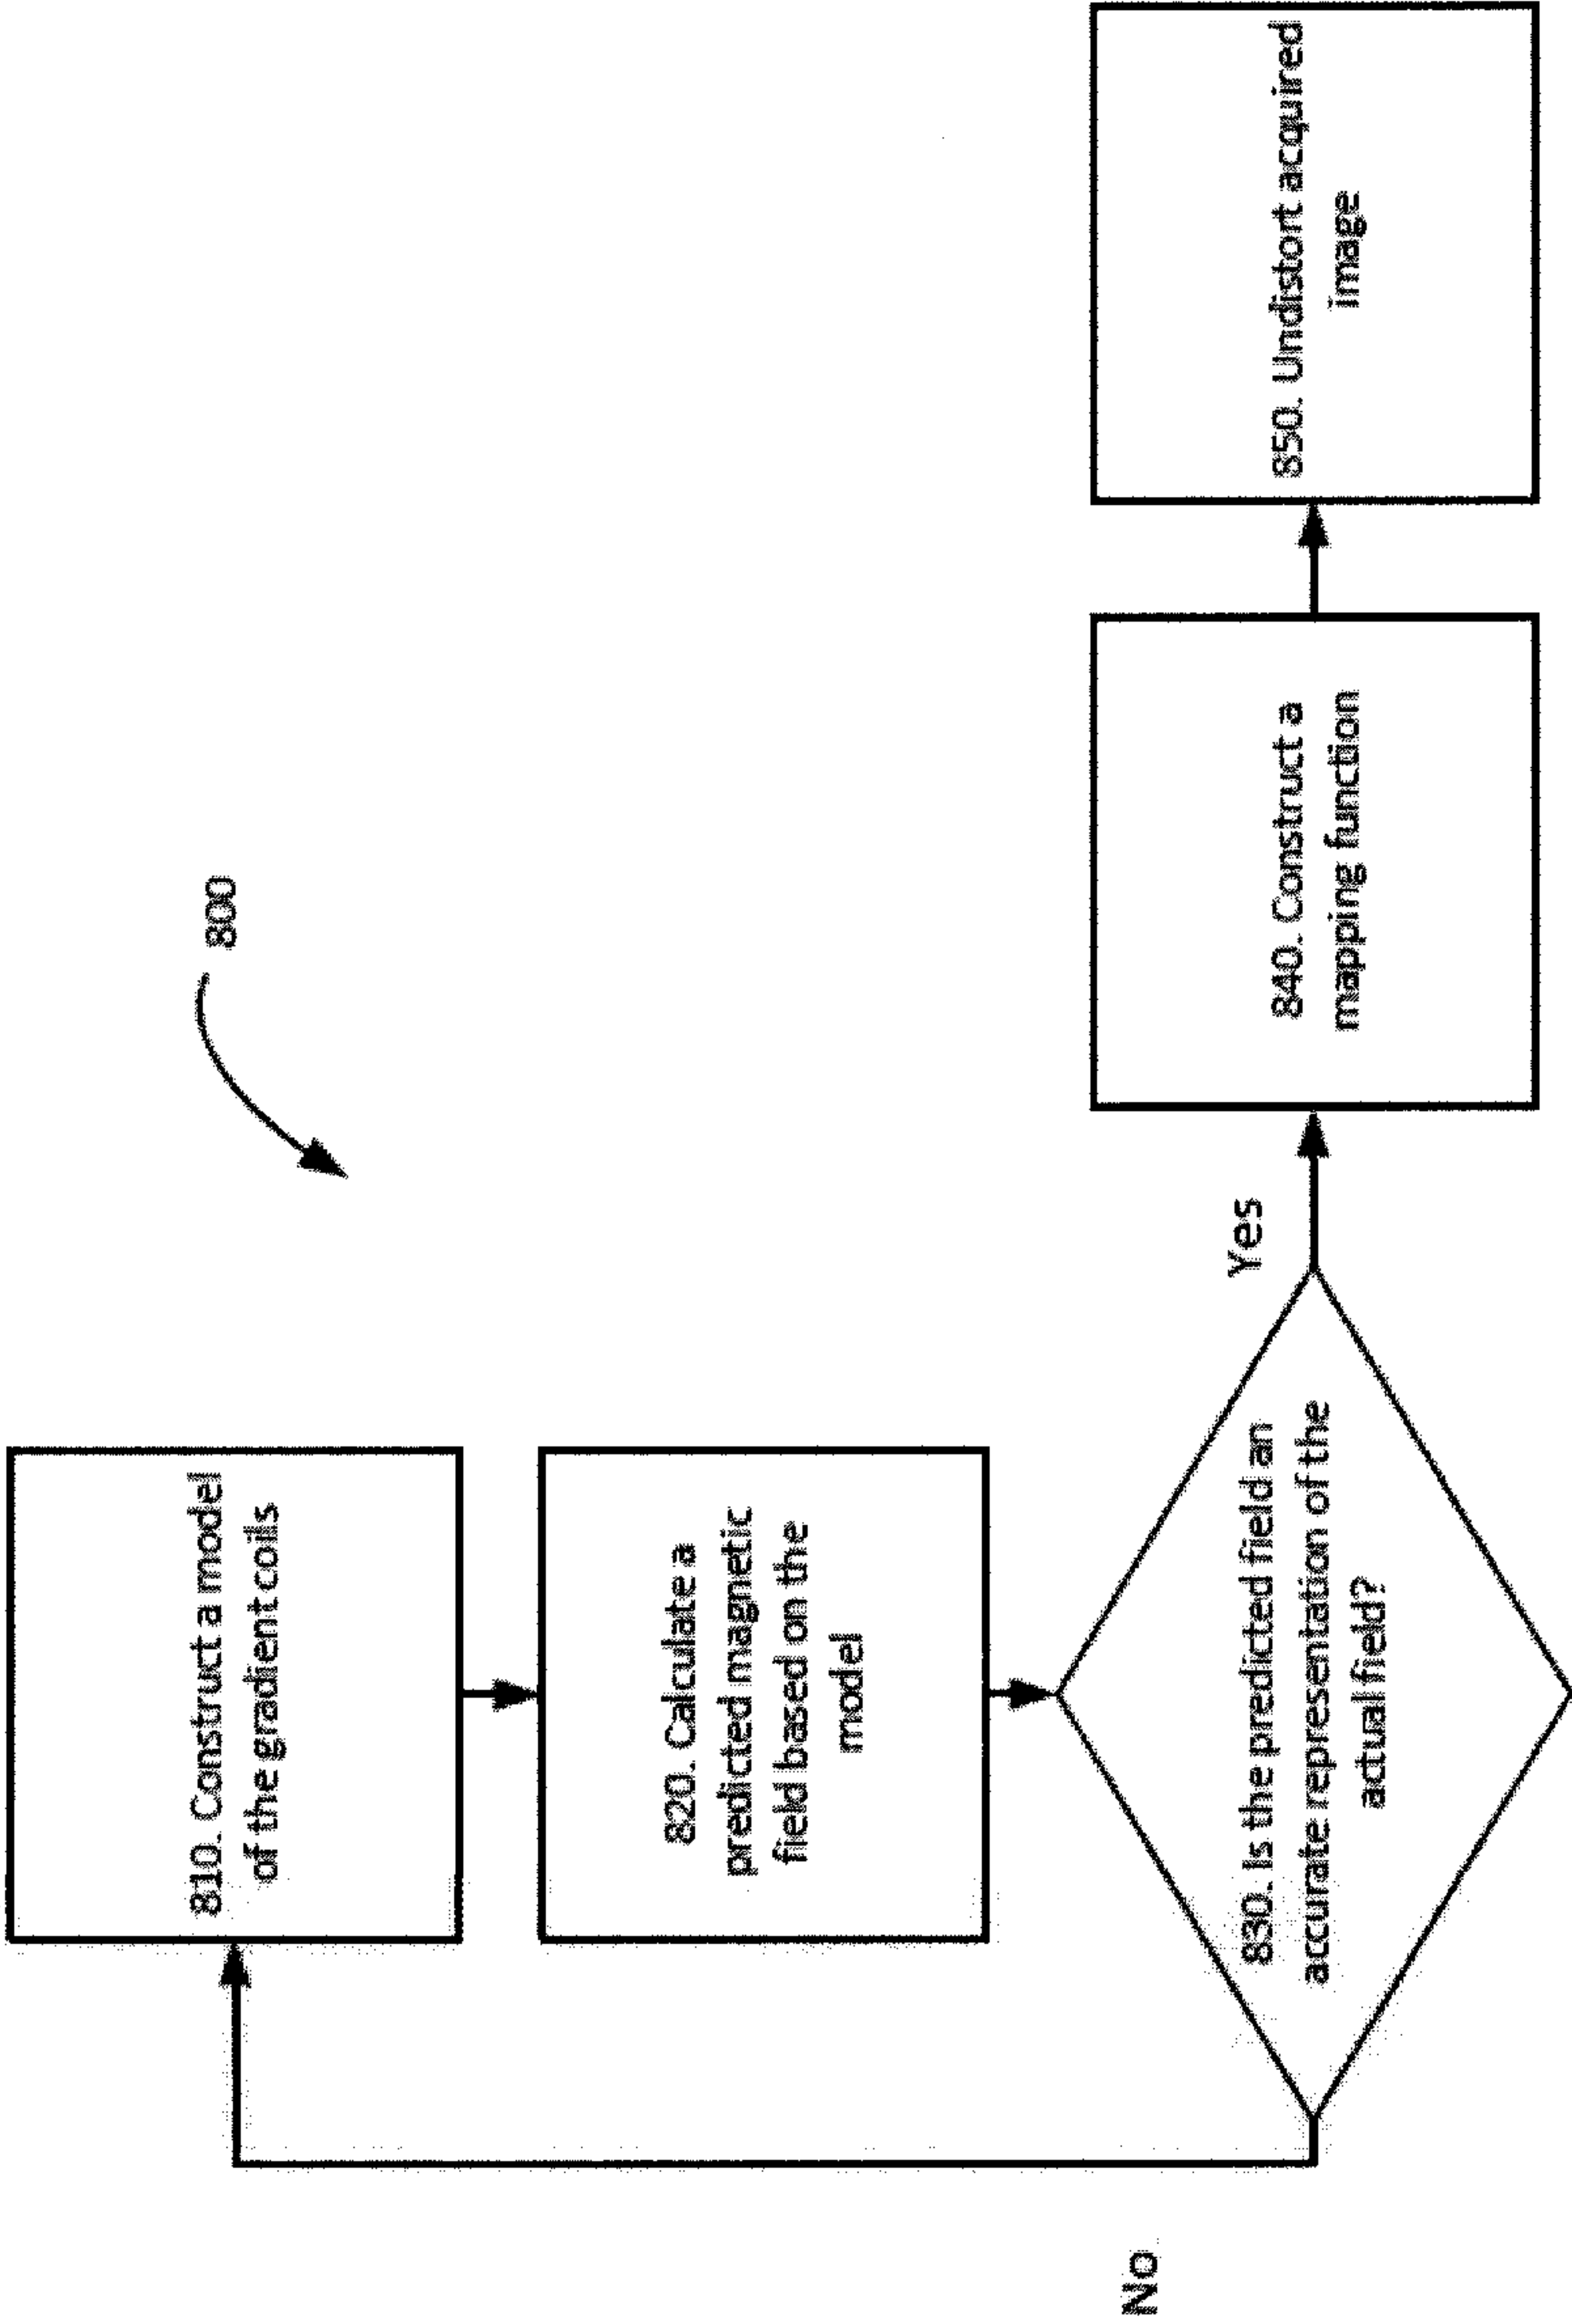 800
810. Construct a model
of the gradient coils
820. Calculate a
predicted magnetic
field based on the
model
830. Is the predicted field an
accurate representation of the
actual field?
Yes
No
840. Construct a
mapping function
850. Undistort acquired
image